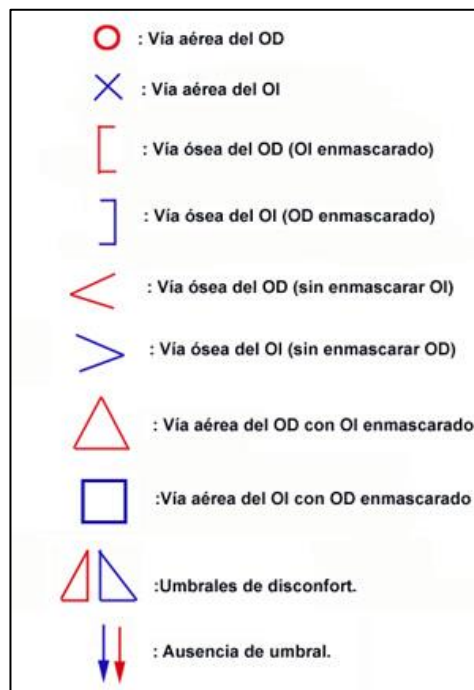 : Vía aérea del OD
: Vía aérea del OI
: Vía ósea del OD (OI enmascarado)
: Vía ósea del OI (OD enmascarado)
: Vía ósea del OD (sin enmascarar OI)
: Vía ósea del OI (sin enmascarar OD)
: Vía aérea del OD con OI enmascarado
:Vía aérea del OI con OD enmascarado
:Umbrales de disconfort.
: Ausencia de umbral.